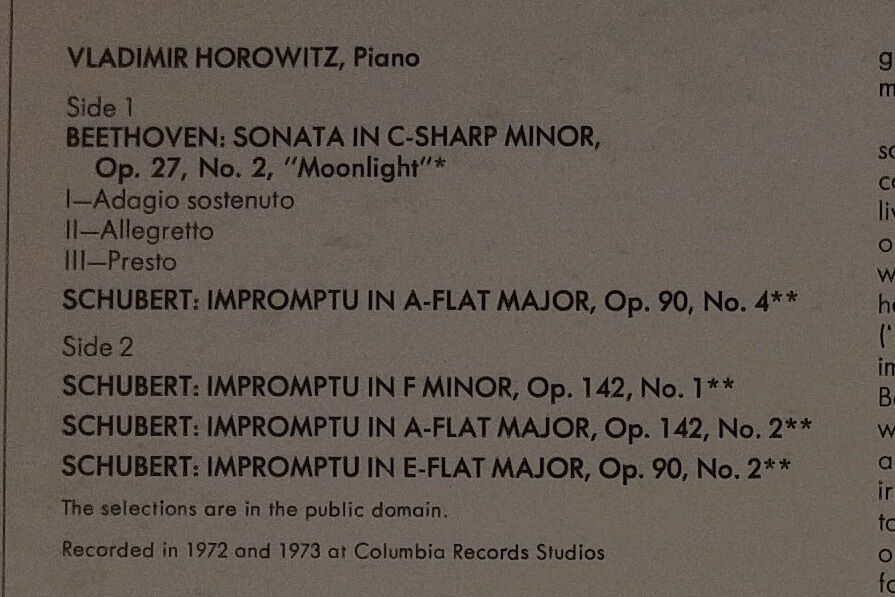 VLADIMIR HOROWITZ, Piano
Side 1
BEETHOVEN: SONATA IN C-SHARP MINOR,
Op. 27, No. 2, "Moonlight"*
I—Adagio sostenuto
II—Allegretto
III—Presto
SCHUBERT: IMPROMPTU IN A-FLAT MAJOR, Op. 90, No. 4**
Side 2
SCHUBERT: IMPROMPTU IN F MINOR, Op. 142, No. 1**
SCHUBERT: IMPROMPTU IN A-FLAT MAJOR, Op. 142, No. 2**
SCHUBERT: IMPROMPTU IN E-FLAT MAJOR, Op. 90, No. 2**
The selections are in the public domain.
Recorded in 1972 and 1973 at Columbia Records Studios